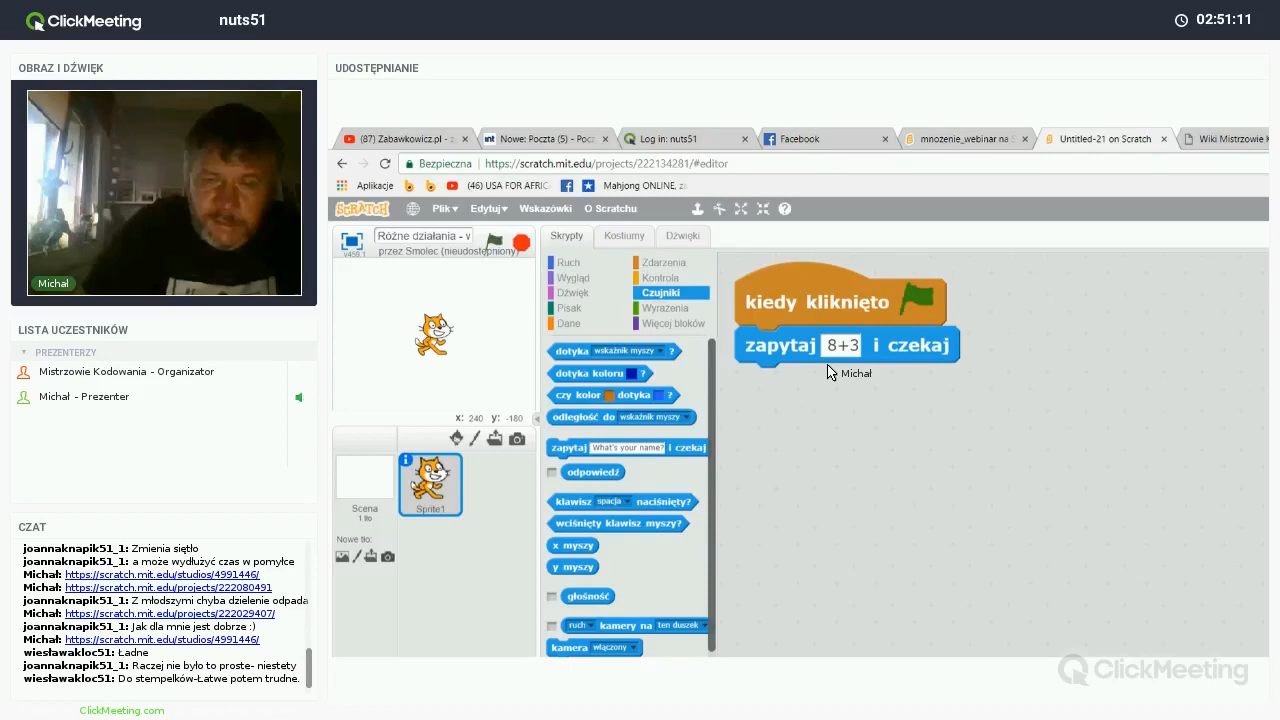 ClickMeeting
nuts51
02:51:11
OBRAZ I DŹWIĘK
UDOSTĘPNIANIE
Michał
(87) Zabawkowicz.pl - z
Nowe: Poczta (5) - Poc
Log in: nuts51
Facebook
mnozenie_webinar na S
Untitled-21 on Scratch
Wiki Mistrzowie K
Bezpieczna
https://scratch.mit.edu/projects/222134281/#editor
Aplikacje
(46) USA FOR AFRIC
Mahjong ONLINE, za
SCRATCH
Plik
Edytuj
Wskazówki
O Scratchu
Różne działania - w
przez Smolec (nieudostępniony)
v459.1
Skrypty
Kostiumy
Dźwięki
Ruch
Zdarzenia
Wygląd
Kontrola
Dźwięk
Czujniki
Pisak
Wyrażenia
Dane
Więcej bloków
dotyka wskaźnik myszy ?
dotyka koloru ?
czy kolor dotyka ?
odległość do wskaźnik myszy
zapytaj What's your name? i czekaj
odpowiedź
klawisz spacja naciśnięty?
wciśnięty klawisz myszy?
x myszy
y myszy
głośność
ruch kamery na ten duszek
kamera włączony
kiedy kliknięto
zapytaj 8+3 i czekaj
Michał
x: 240 y: -180
Sprite1
Scena
1 tło
Nowe tło:
LISTA UCZESTNIKÓW
PREZENTERZY
Mistrzowie Kodowania - Organizator
Michał - Prezenter
CZAT
joannaknapik51_1: Zmienia siętło
joannaknapik51_1: a może wydłużyć czas w pomyłce
Michał: https://scratch.mit.edu/studios/4991446/
Michał: https://scratch.mit.edu/projects/222080491
joannaknapik51_1: Z młodszymi chyba dzielenie odpada
Michał: https://scratch.mit.edu/projects/222029407/
joannaknapik51_1: Jak dla mnie jest dobrze :)
Michał: https://scratch.mit.edu/studios/4991446/
wiesławakloc51: Ładne
joannaknapik51_1: Raczej nie było to proste- niestety
wiesławakloc51: Do stempelków-Łatwe potem trudne.
ClickMeeting.com
ClickMeeting